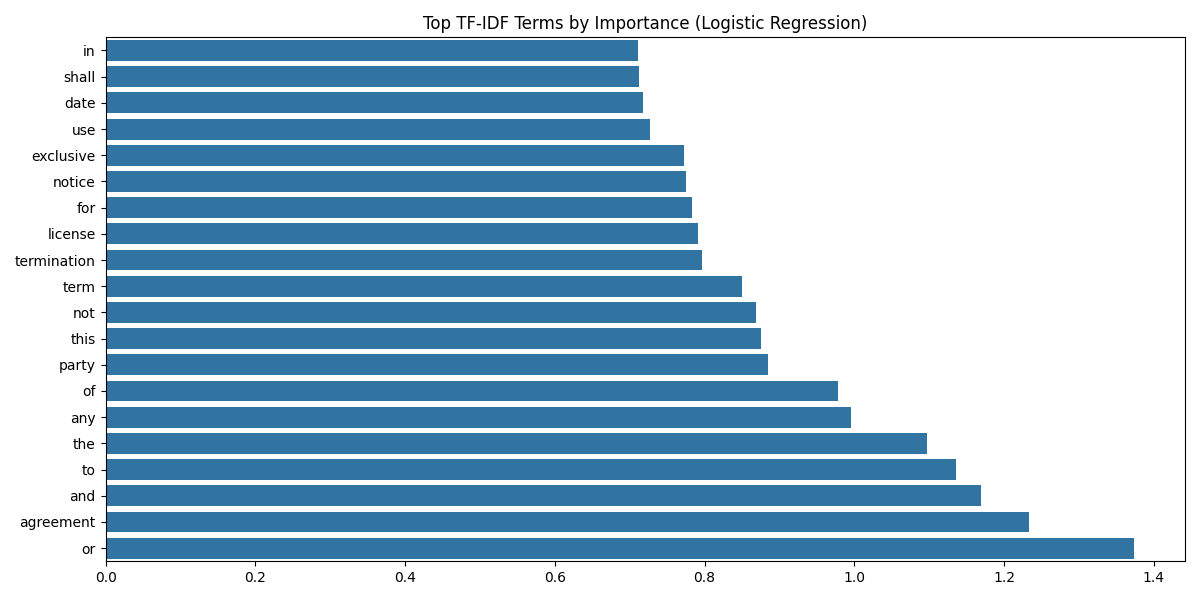 Top TF-IDF Terms by Importance (Logistic Regression)
in
shall
date
use
exclusive
notice
for
license
termination
term
not
this
party
of
any
the
to
and
agreement
or
0.0 0.2 0.4 0.6 0.8 1.0 1.2 1.4